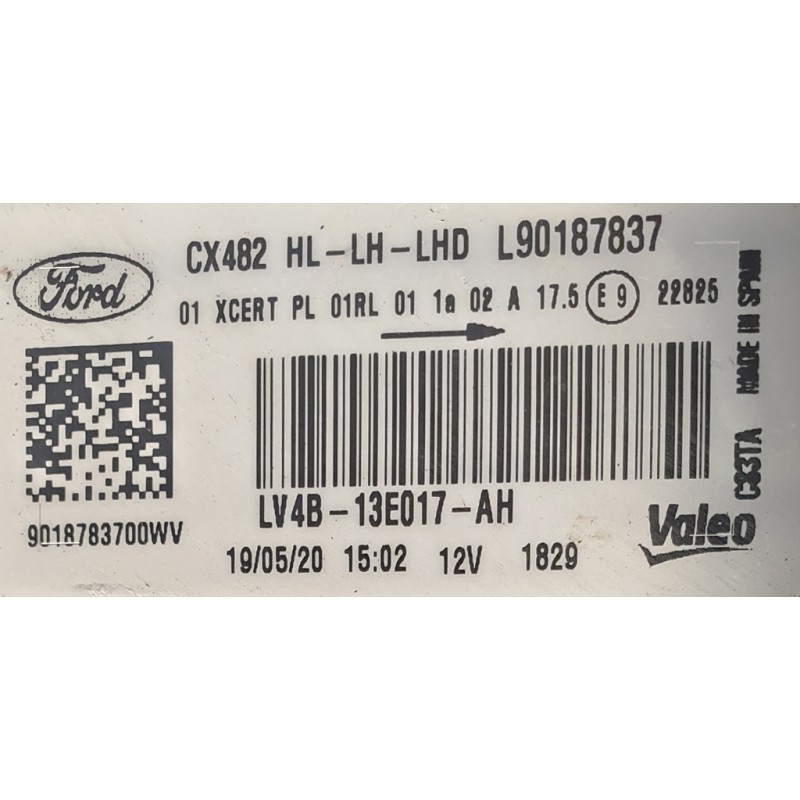 Ford
CX482 HL-LH-LHD L90187837
01 XCERT PL 01RL 01 1a 02 A 17.5 E9 22825
9018783700WV
LV4B-13E017-AH
19/05/20 15:02 12V 1829
Valeo
C33TA MADE IN SPAIN